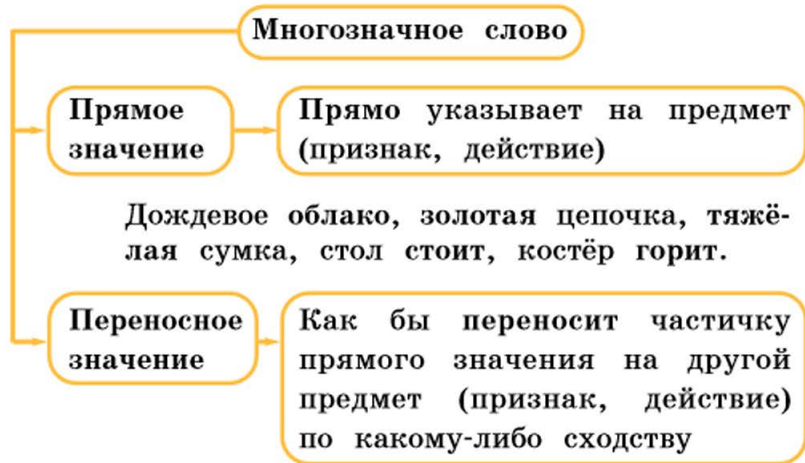 Многозначное слово
Прямое
значение
Прямо указывает на предмет
(признак, действие)
Дождевое облако, золотая цепочка, тяжё-
лая сумка, стол стоит, костёр горит.
Переносное
значение
Как бы переносит частичку
прямого значения на другой
предмет (признак, действие)
по какому-либо сходству